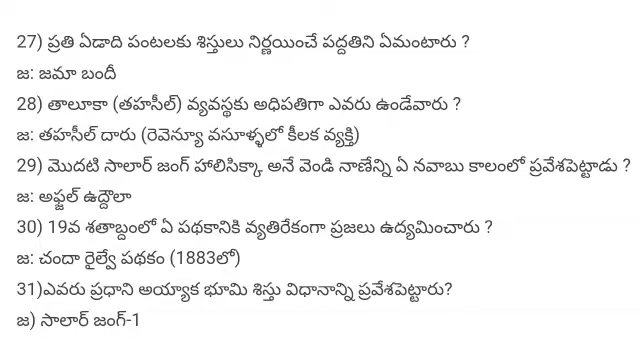 27) ప్రతి ఏడాది పంటలకు శిస్తులు నిర్ణయించే పద్దతిని ఏమంటారు ?
జ: జమా బందీ
28) తాలూకా (తహసీల్) వ్యవస్థకు అధిపతిగా ఎవరు ఉండేవారు ?
జ: తహసీల్ దారు (రెవెన్యూ వసూళ్ళలో కీలక వ్యక్తి)
29) మొదటి సాలార్ జంగ్ హాలిసిక్కా అనే వెండి నాణేన్ని ఏ నవాబు కాలంలో ప్రవేశపెట్టాడు ?
జ: అఫ్జల్ ఉద్దౌలా
30) 19వ శతాబ్దంలో ఏ పథకానికి వ్యతిరేకంగా ప్రజలు ఉద్యమించారు ?
జ: చందా రైల్వే పథకం (1883లో)
31)ఎవరు ప్రధాని అయ్యాక భూమి శిస్తు విధానాన్ని ప్రవేశపెట్టారు?
జ) సాలార్ జంగ్-1